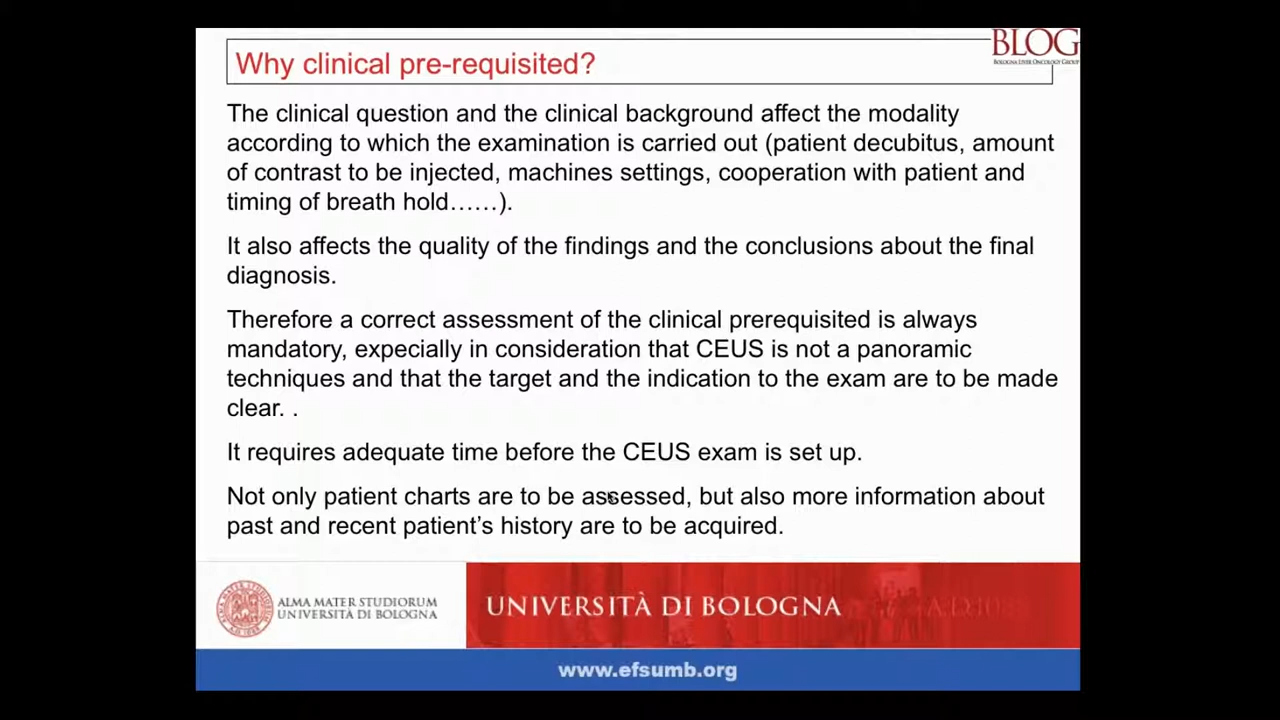 BLOG
BOLOGNA LIVER ONCOLOGY GROUP
Why clinical pre-requisited?
The clinical question and the clinical background affect the modality
according to which the examination is carried out (patient decubitus, amount
of contrast to be injected, machines settings, cooperation with patient and
timing of breath hold……).
It also affects the quality of the findings and the conclusions about the final
diagnosis.
Therefore a correct assessment of the clinical prerequisited is always
mandatory, expecially in consideration that CEUS is not a panoramic
techniques and that the target and the indication to the exam are to be made
clear. .
It requires adequate time before the CEUS exam is set up.
Not only patient charts are to be assessed, but also more information about
past and recent patient’s history are to be acquired.
ALMA MATER STUDIORUM
UNIVERSITÀ DI BOLOGNA
UNIVERSITÀ DI BOLOGNA
www.efsumb.org